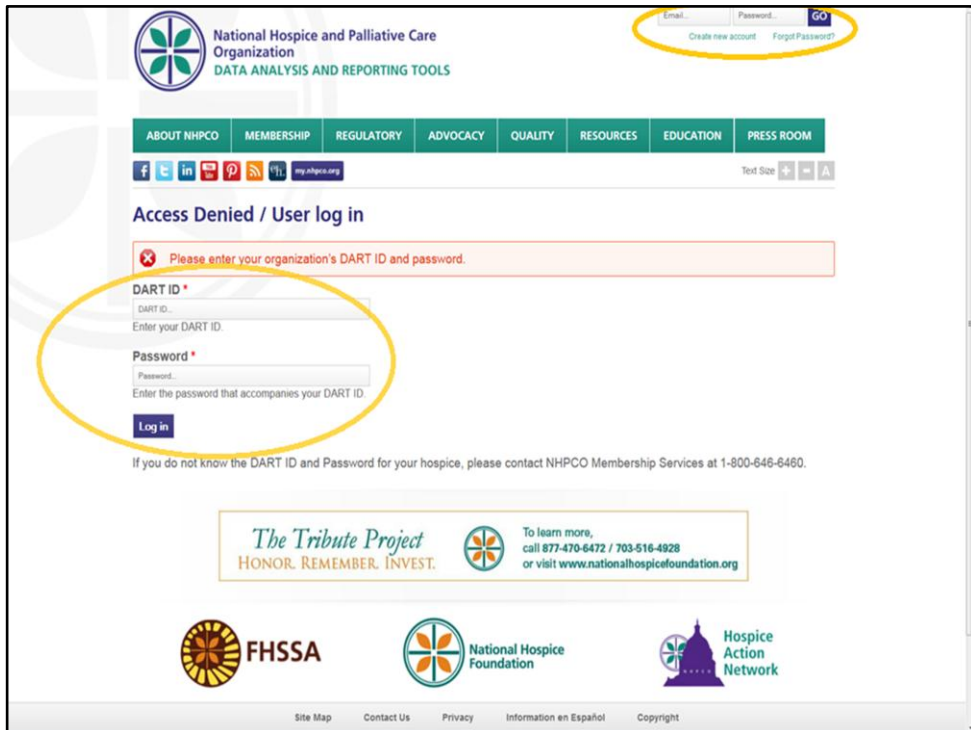 National Hospice and Palliative Care
Organization
DATA ANALYSIS AND REPORTING TOOLS
Email...
Password...
GO
Create new account
Forgot Password?
ABOUT NHPCO
MEMBERSHIP
REGULATORY
ADVOCACY
QUALITY
RESOURCES
EDUCATION
PRESS ROOM
my.nhpco.org
Text Size + - A
Access Denied / User log in
Please enter your organization's DART ID and password.
DART ID *
DART ID...
Enter your DART ID.
Password *
Password...
Enter the password that accompanies your DART ID.
Log in
If you do not know the DART ID and Password for your hospice, please contact NHPCO Membership Services at 1-800-646-6460.
The Tribute Project
HONOR. REMEMBER. INVEST.
To learn more,
call 877-470-6472 / 703-516-4928
or visit www.nationalhospicefoundation.org
FHSSA
National Hospice
Foundation
NHPCO
Hospice
Action
Network
Site Map
Contact Us
Privacy
Information en Español
Copyright